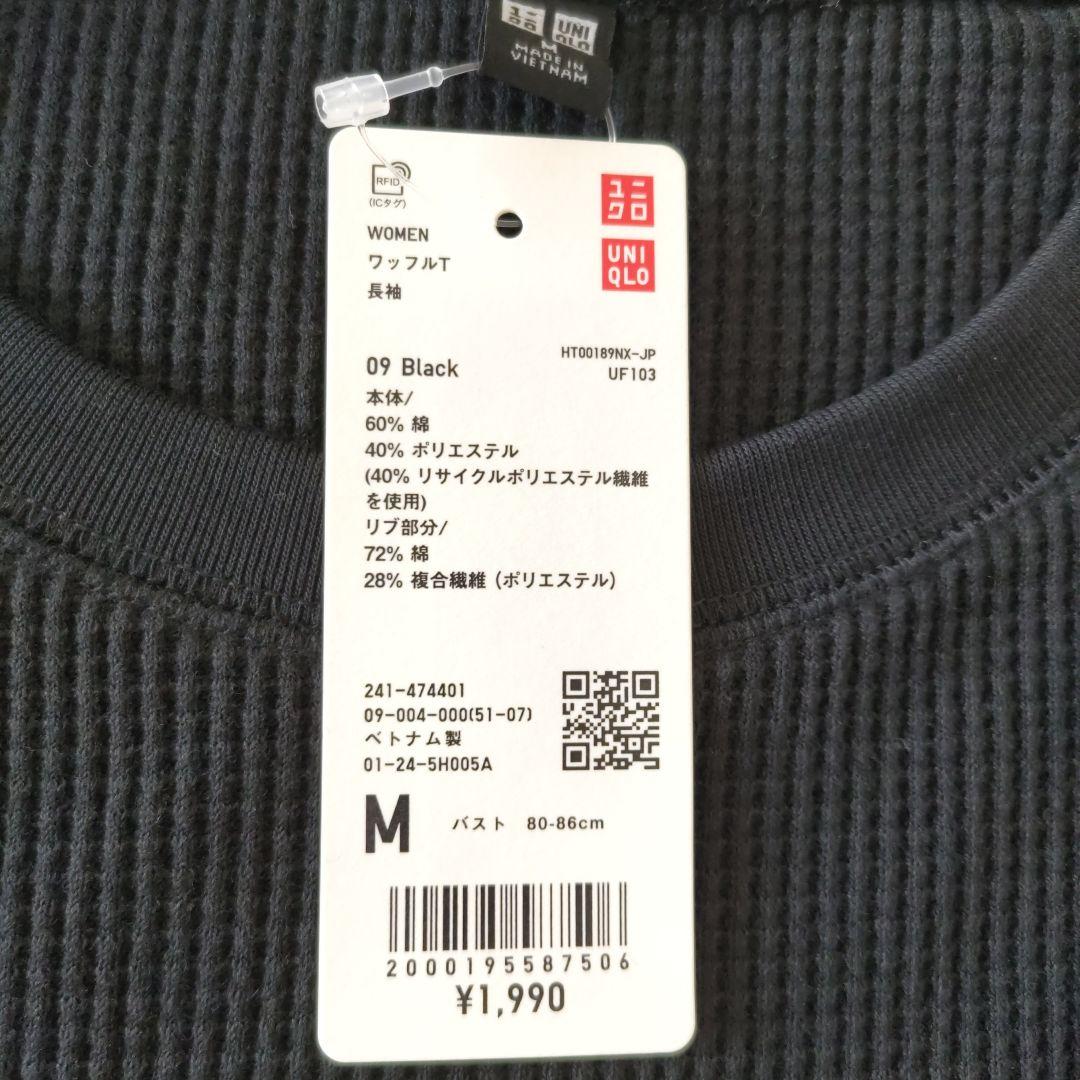 ユニ
クロ
UNI
QLO
M
MADE IN
VIETNAM
RFID
(ICタグ)
ユニ
クロ
UNI
QLO
WOMEN
ワッフルT
長袖
HT00189NX-JP
UF103
09 Black
本体/
60% 綿
40% ポリエステル
(40% リサイクルポリエステル繊維
を使用)
リブ部分/
72% 綿
28% 複合繊維 (ポリエステル)
241-474401
09-004-000(51-07)
ベトナム製
01-24-5H005A
M バスト 80-86cm
2000195587506
¥1,990